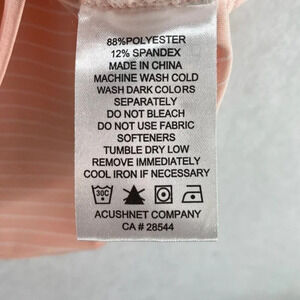 88%POLYESTER
12% SPANDEX
MADE IN CHINA
MACHINE WASH COLD
WASH DARK COLORS
SEPARATELY
DO NOT BLEACH
DO NOT USE FABRIC
SOFTENERS
TUMBLE DRY LOW
REMOVE IMMEDIATELY
COOL IRON IF NECESSARY
30C
ACUSHNET COMPANY
CA # 28544